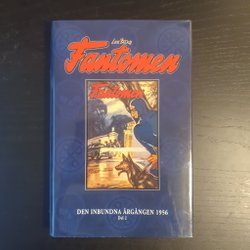 Lee Falk
Fantomen
Fantomen
DEN INBUNDNA ÅRGÅNGEN 1956
Del 2